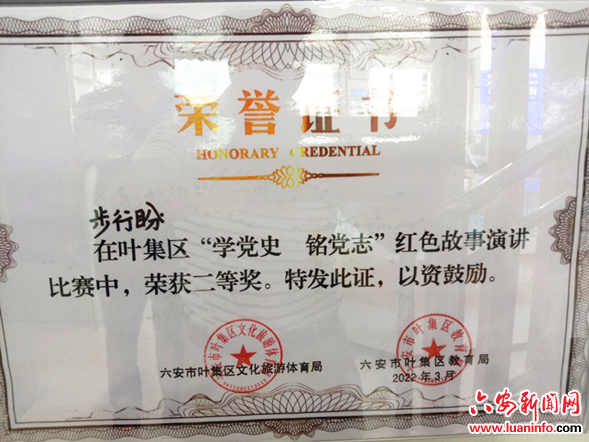 荣誉证书
HONORARY CREDENTIAL
步行盼
在叶集区“学党史 铭党志”红色故事演讲
比赛中，荣获二等奖。特发此证，以资鼓励。
六安市叶集区文化旅游体育局
六安市叶集区教育局
2022年3月
六安新闻网
www.luaninfo.com